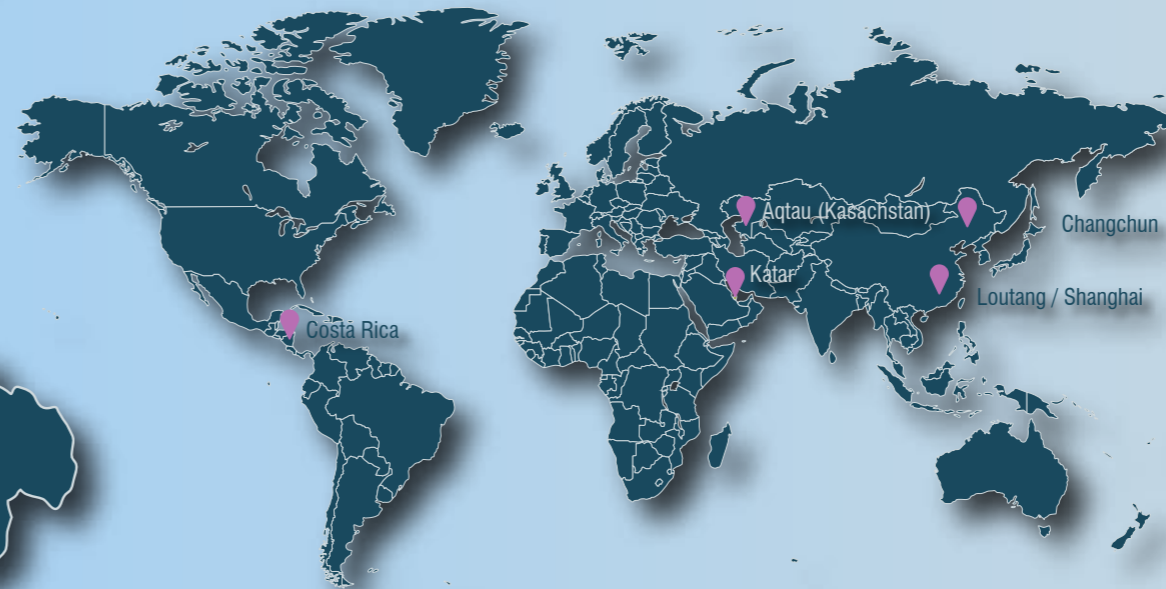 Aqtau (Kasachstan)
Changchun
Katar
Loutang / Shanghai
Costa Rica